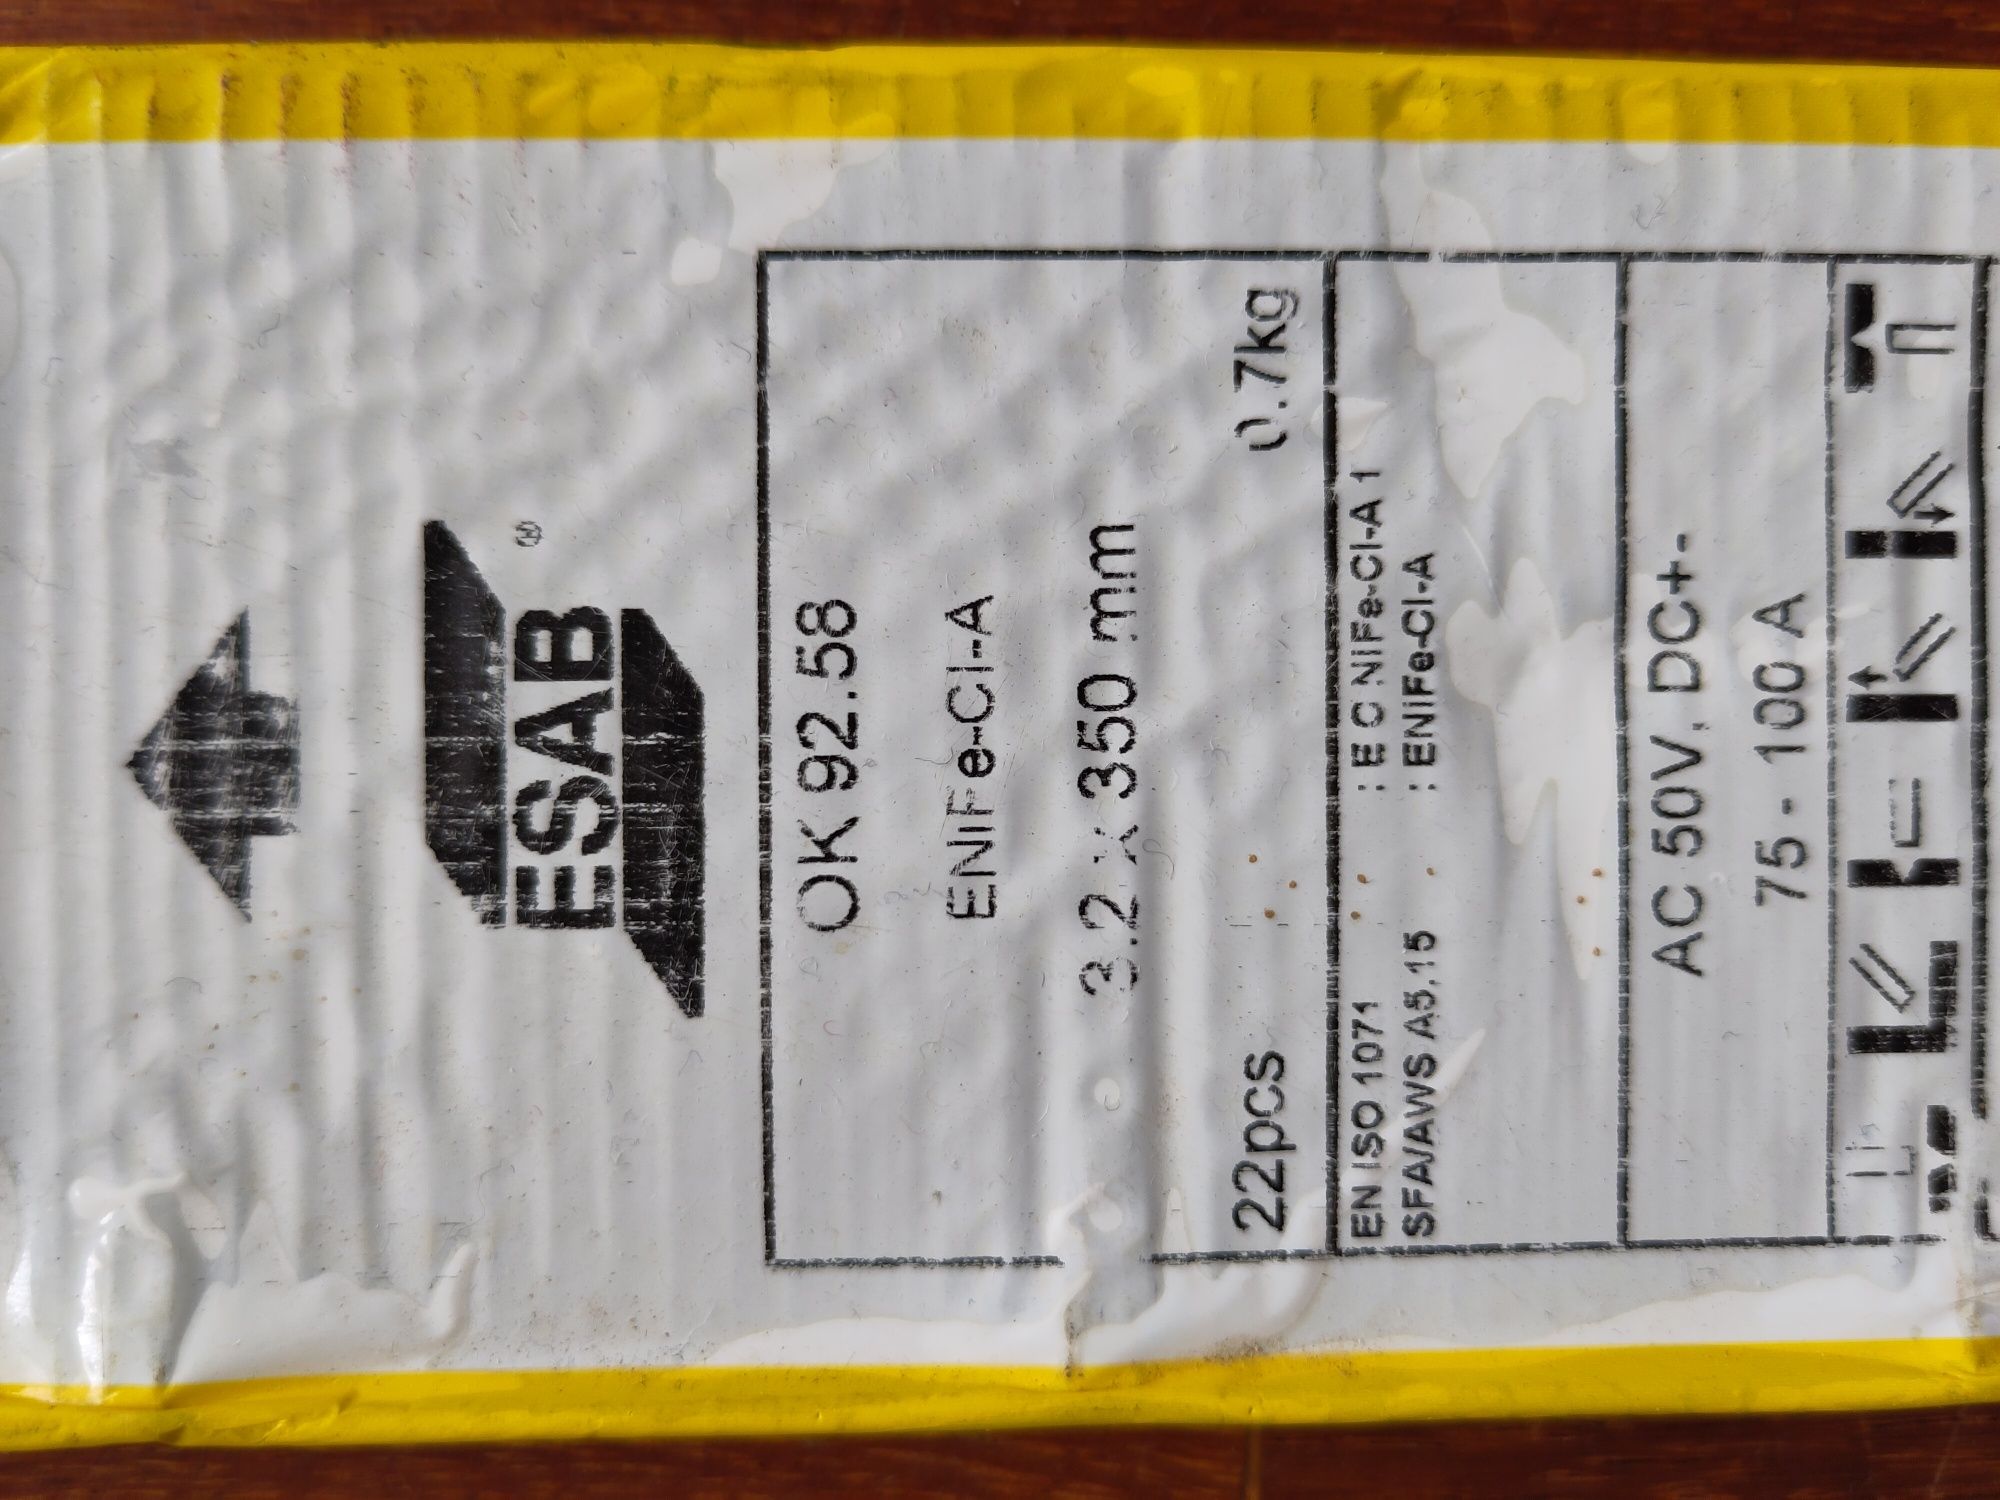 ESAB®
OK 92.58
ENiFe-CI-A
3.2 x 350 mm
22pcs 0.7kg
EN ISO 1071 : E C NiFe-CI-A 1
SFA/AWS A5.15 : ENiFe-CI-A
AC 50V, DC+-
75 - 100 A